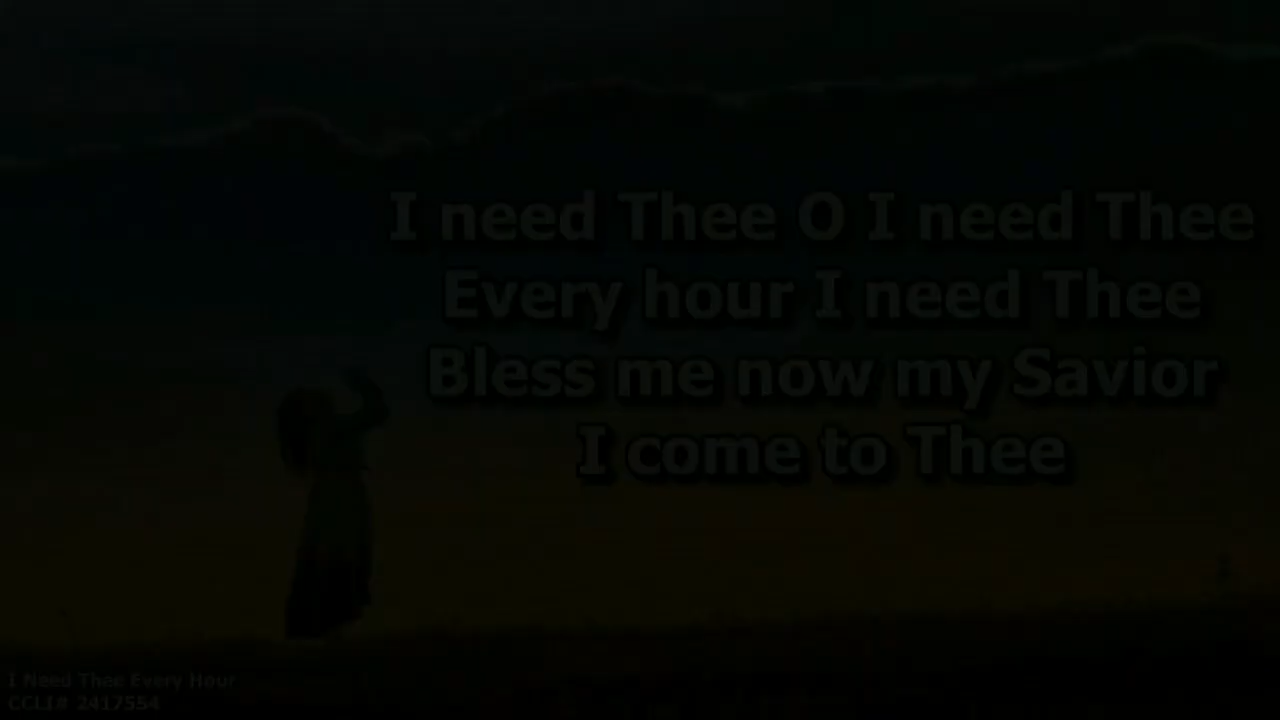 I need Thee O I need Thee
Every hour I need Thee
Bless me now my Savior
I come to Thee
I Need Thee Every Hour
CCLI# 2417554